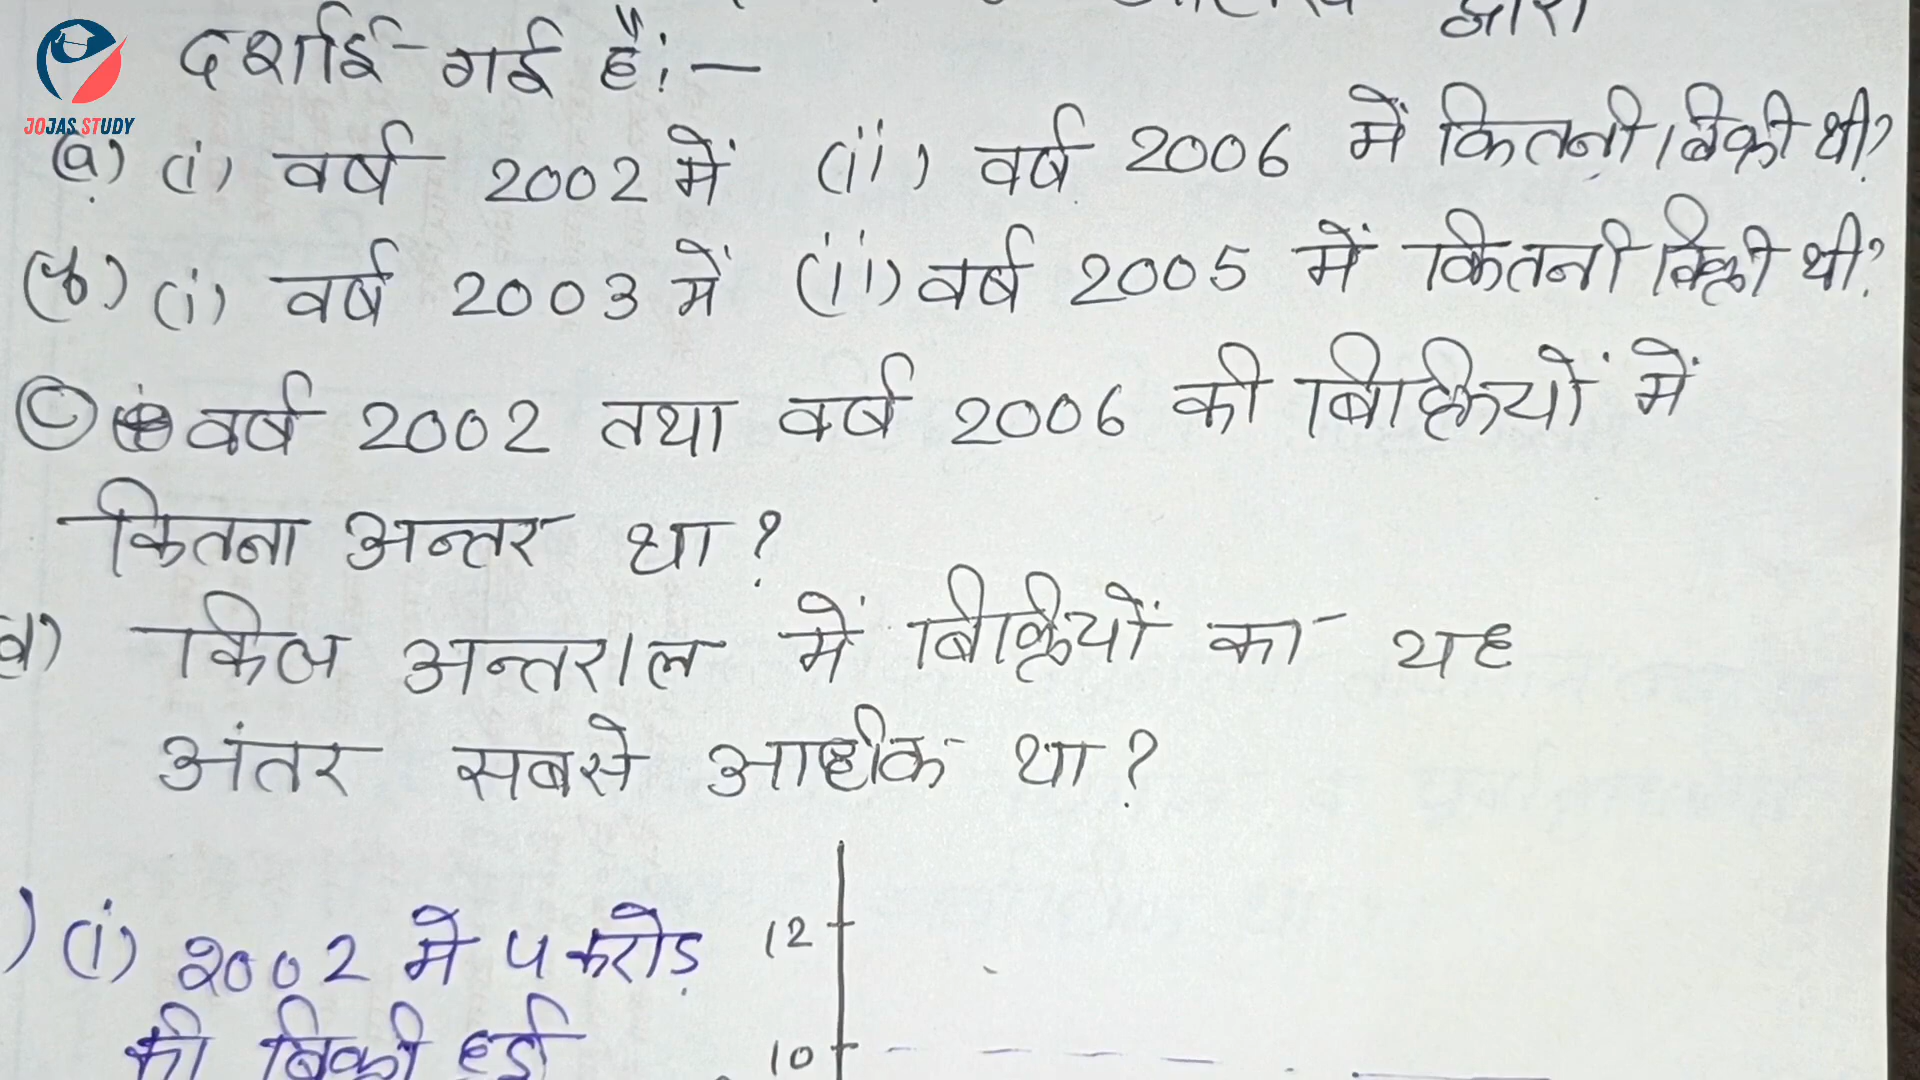 द्वारा
दर्शाई गई हैं:-
JOJAS STUDY
(a) (i) वर्ष 2002 में (ii) वर्ष 2006 में कितनी बिक्री थी?
(b) (i) वर्ष 2003 में (ii) वर्ष 2005 में कितनी बिक्री थी?
(C) वर्ष 2002 तथा वर्ष 2006 की बिक्रियों में
कितना अन्तर था?
किस अन्तराल में बिक्रियों का यह
अंतर सबसे अधिक था?
) (i) 2002 में 4 करोड़
की बिक्री हुई
12
10